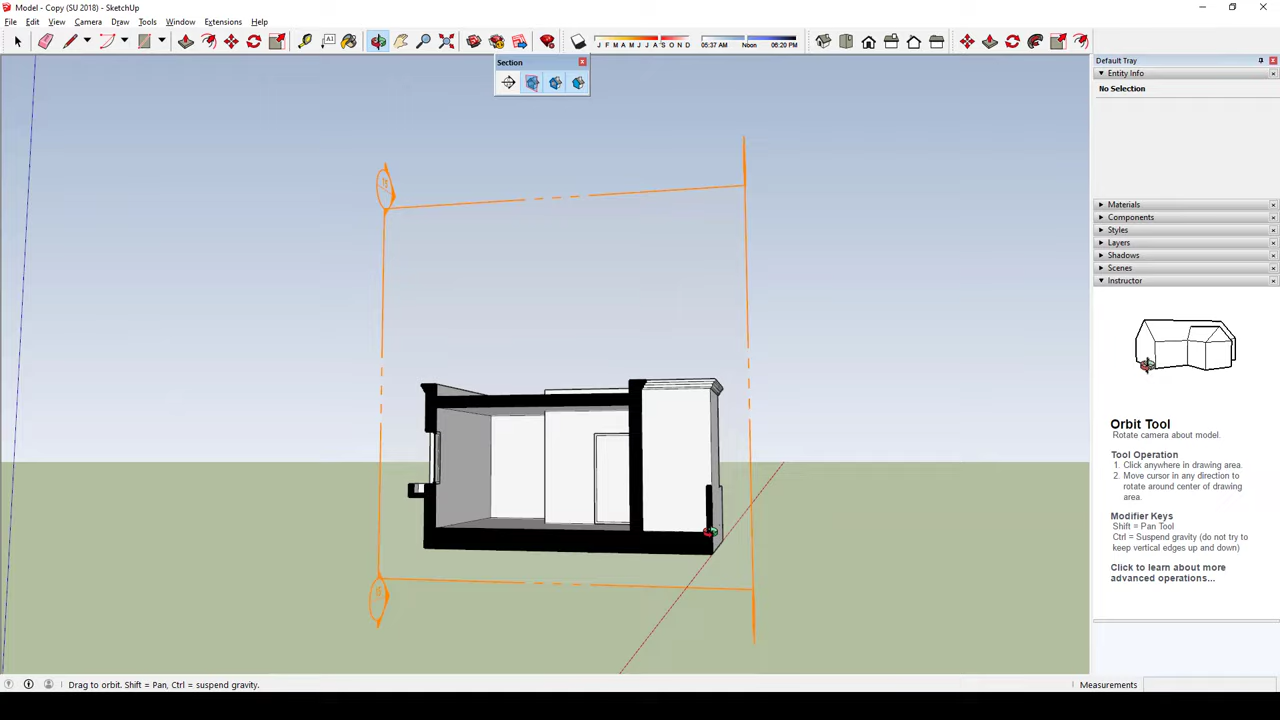 Model - Copy (SU 2018) - SketchUp
File Edit View Camera Draw Tools Window Extensions Help
J F M A M J J A S O N D
05:37 AM Noon 06:20 PM
Section
Default Tray
Entity Info
No Selection
Materials
Components
Styles
Layers
Shadows
Scenes
Instructor
Orbit Tool
Rotate camera about model.
Tool Operation
1. Click anywhere in drawing area.
2. Move cursor in any direction to
rotate around center of drawing
area.
Modifier Keys
Shift = Pan Tool
Ctrl = Suspend gravity (do not try to
keep vertical edges up and down)
Click to learn about more
advanced operations...
Drag to orbit. Shift = Pan, Ctrl = suspend gravity.
Measurements